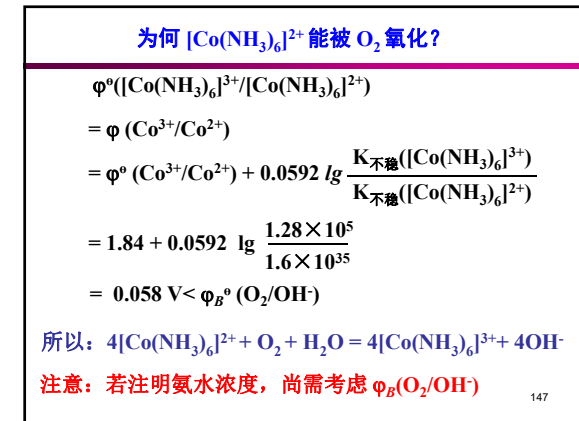 为何 [Co(NH₃)₆]²⁺ 能被 O₂ 氧化？
φᶱ([Co(NH₃)₆]³⁺/[Co(NH₃)₆]²⁺)
= φ (Co³⁺/Co²⁺)
= φᶱ (Co³⁺/Co²⁺) + 0.0592 lg K不稳([Co(NH₃)₆]³⁺)
K不稳([Co(NH₃)₆]²⁺)
= 1.84 + 0.0592 lg 1.28×10⁵
1.6×10³⁵
= 0.058 V< φ_Bᶱ (O₂/OH⁻)
所以：4[Co(NH₃)₆]²⁺ + O₂ + H₂O = 4[Co(NH₃)₆]³⁺+ 4OH⁻
注意：若注明氨水浓度，尚需考虑 φ_B(O₂/OH⁻)
147